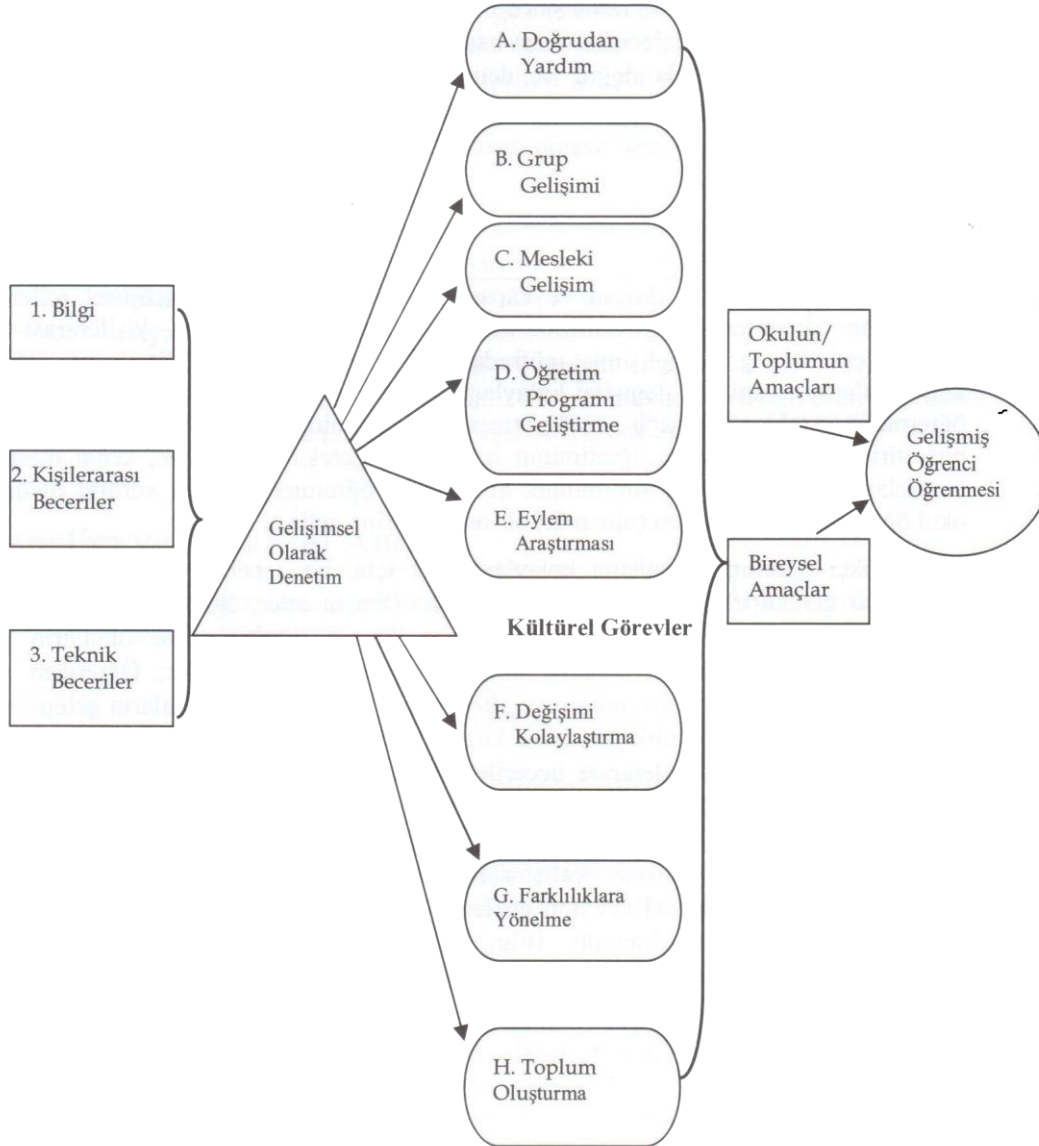 A. Doğrudan
Yardım
B. Grup
Gelişimi
C. Mesleki
Gelişim
1. Bilgi
D. Öğretim
Programı
Geliştirme
Okulun/
Toplumun
Amaçları
2. Kişilerarası
Beceriler
Gelişimsel
Olarak
Denetim
E. Eylem
Araştırması
Gelişmiş
Öğrenci
Öğrenmesi
Bireysel
Amaçlar
Kültürel Görevler
3. Teknik
Beceriler
F. Değişimi
Kolaylaştırma
G. Farklılıklara
Yönelme
H. Toplum
Oluşturma